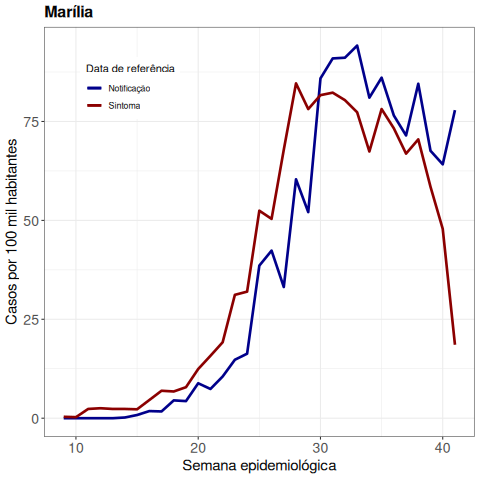 Marília
Data de referência
Notificação
Sintoma
Casos por 100 mil habitantes
75
50
25
0
10
20
30
40
Semana epidemiológica